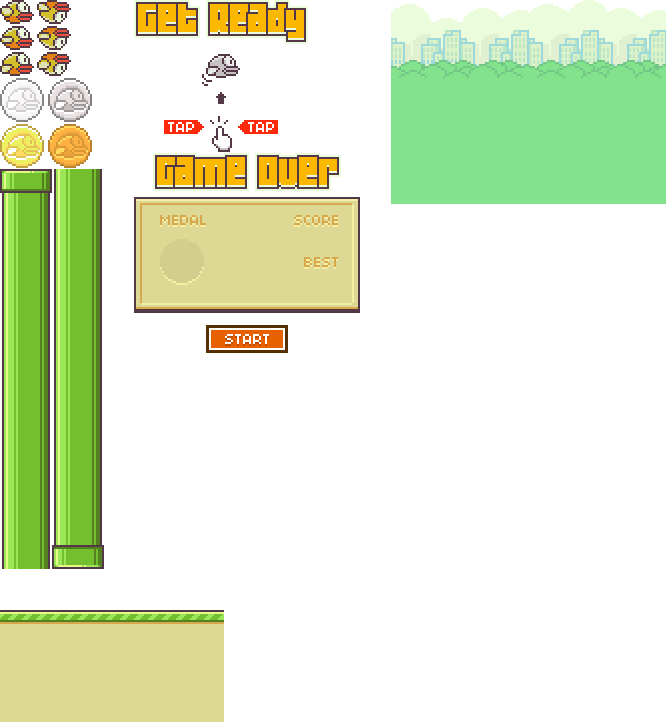 Get Ready
TAP TAP
Game Over
MEDAL SCORE
BEST
START